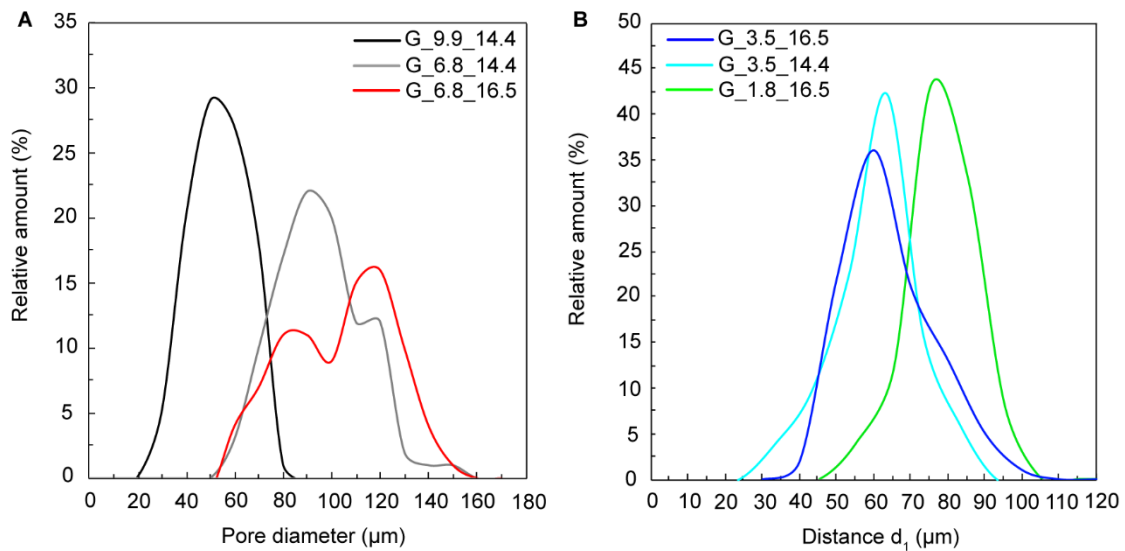 A
Relative amount (%)
35
30
25
20
15
10
5
0
G_9.9_14.4
G_6.8_14.4
G_6.8_16.5
0 20 40 60 80 100 120 140 160 180
Pore diameter (µm)
B
Relative amount (%)
50
45
40
35
30
25
20
15
10
5
0
G_3.5_16.5
G_3.5_14.4
G_1.8_16.5
0 10 20 30 40 50 60 70 80 90 100 120
Distance d₁ (µm)